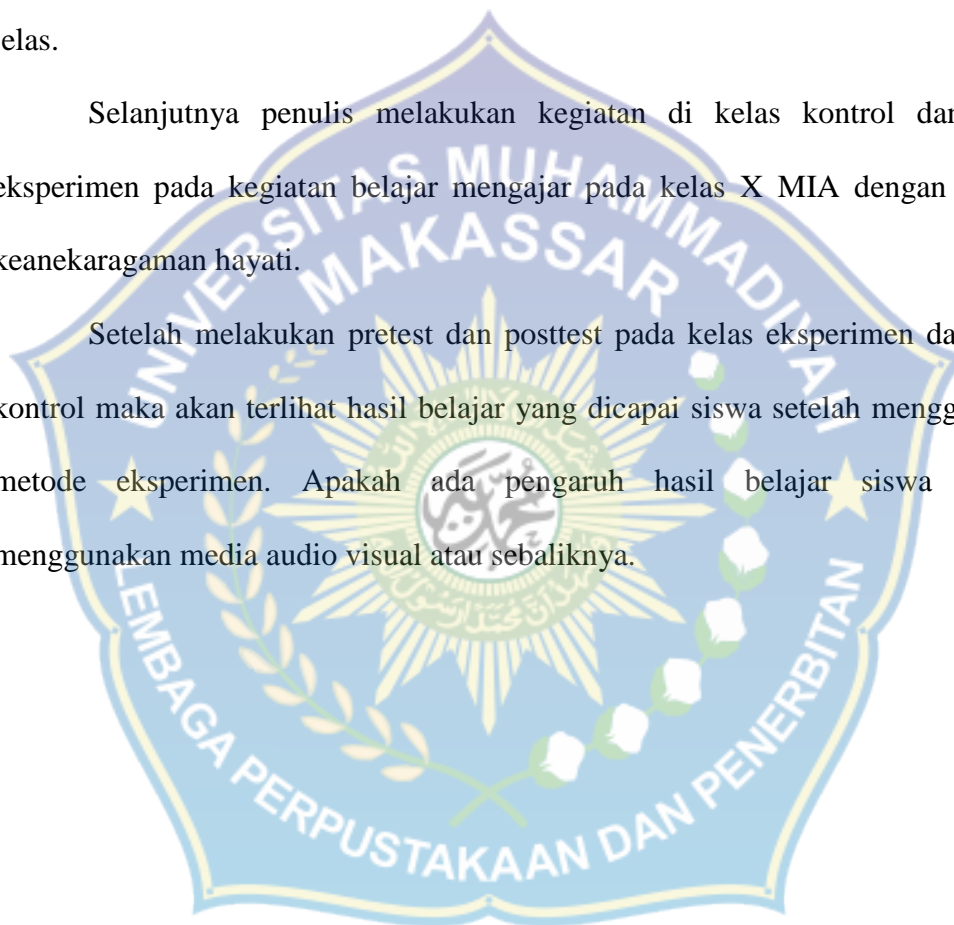 elas.
Selanjutnya penulis melakukan kegiatan di kelas kontrol dan
eksperimen pada kegiatan belajar mengajar pada kelas X MIA dengan
keanekaragaman hayati.
Setelah melakukan pretest dan posttest pada kelas eksperimen da
kontrol maka akan terlihat hasil belajar yang dicapai siswa setelah mengg
metode eksperimen. Apakah ada pengaruh hasil belajar siswa
menggunakan media audio visual atau sebaliknya.
UNIVERSITAS MUHAMMADIYAH
MAKASSAR
LEMBAGA PERPUSTAKAAN DAN PENERBITAN